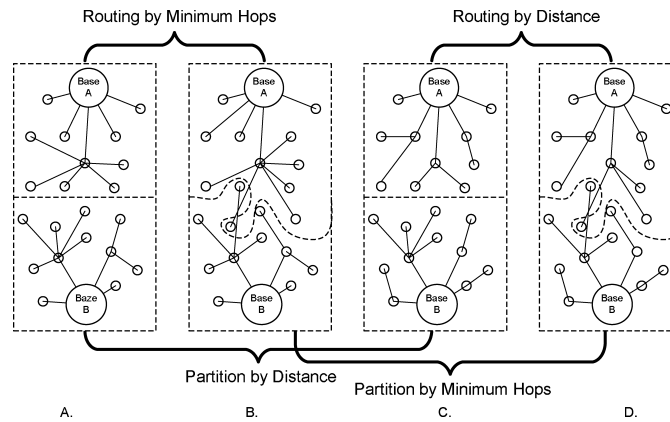 Routing by Minimum Hops
Routing by Distance
Base
A
Base
A
Base
A
Base
A
Baze
B
Base
B
Base
B
Base
B
Partition by Distance
Partition by Minimum Hops
A.
B.
C.
D.